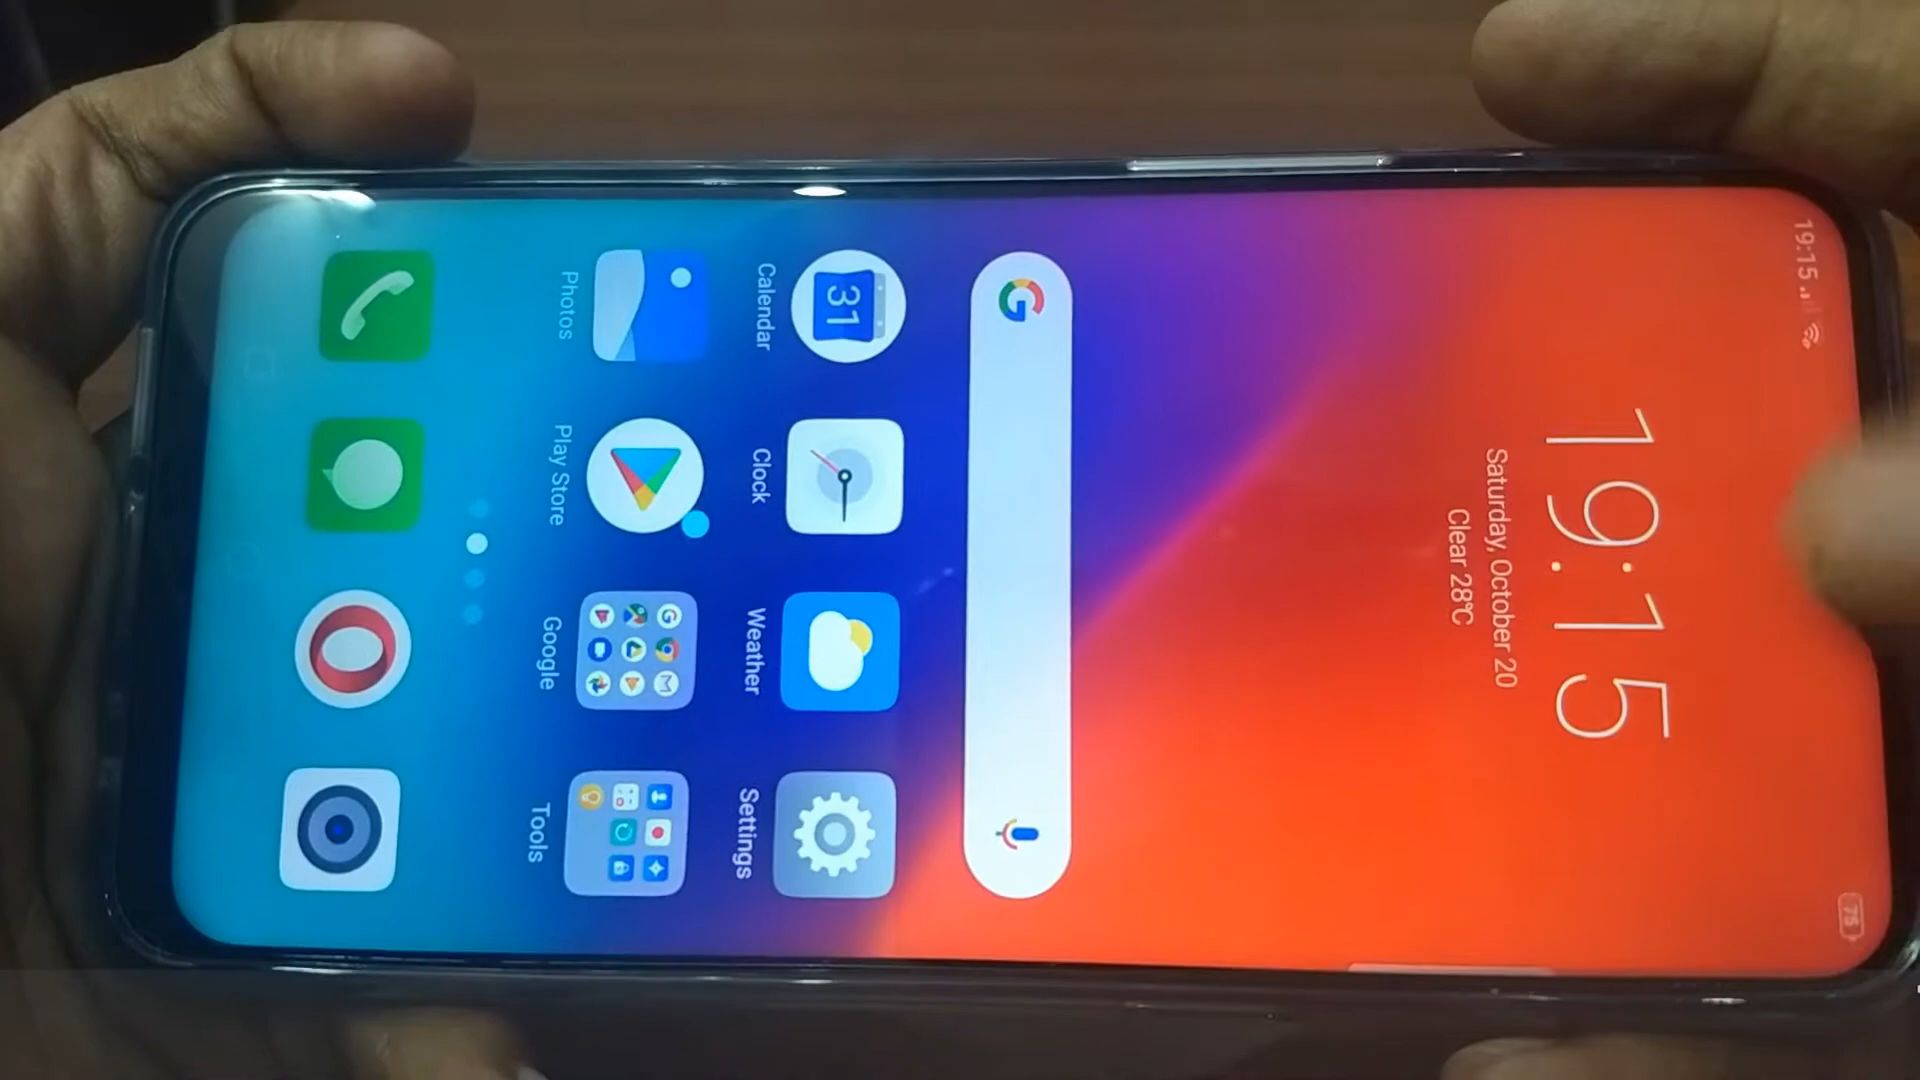 19:15
75
19:15
Saturday, October 20
Clear 28℃
G
31
Calendar
Clock
Weather
Settings
Photos
Play Store
Google
Tools